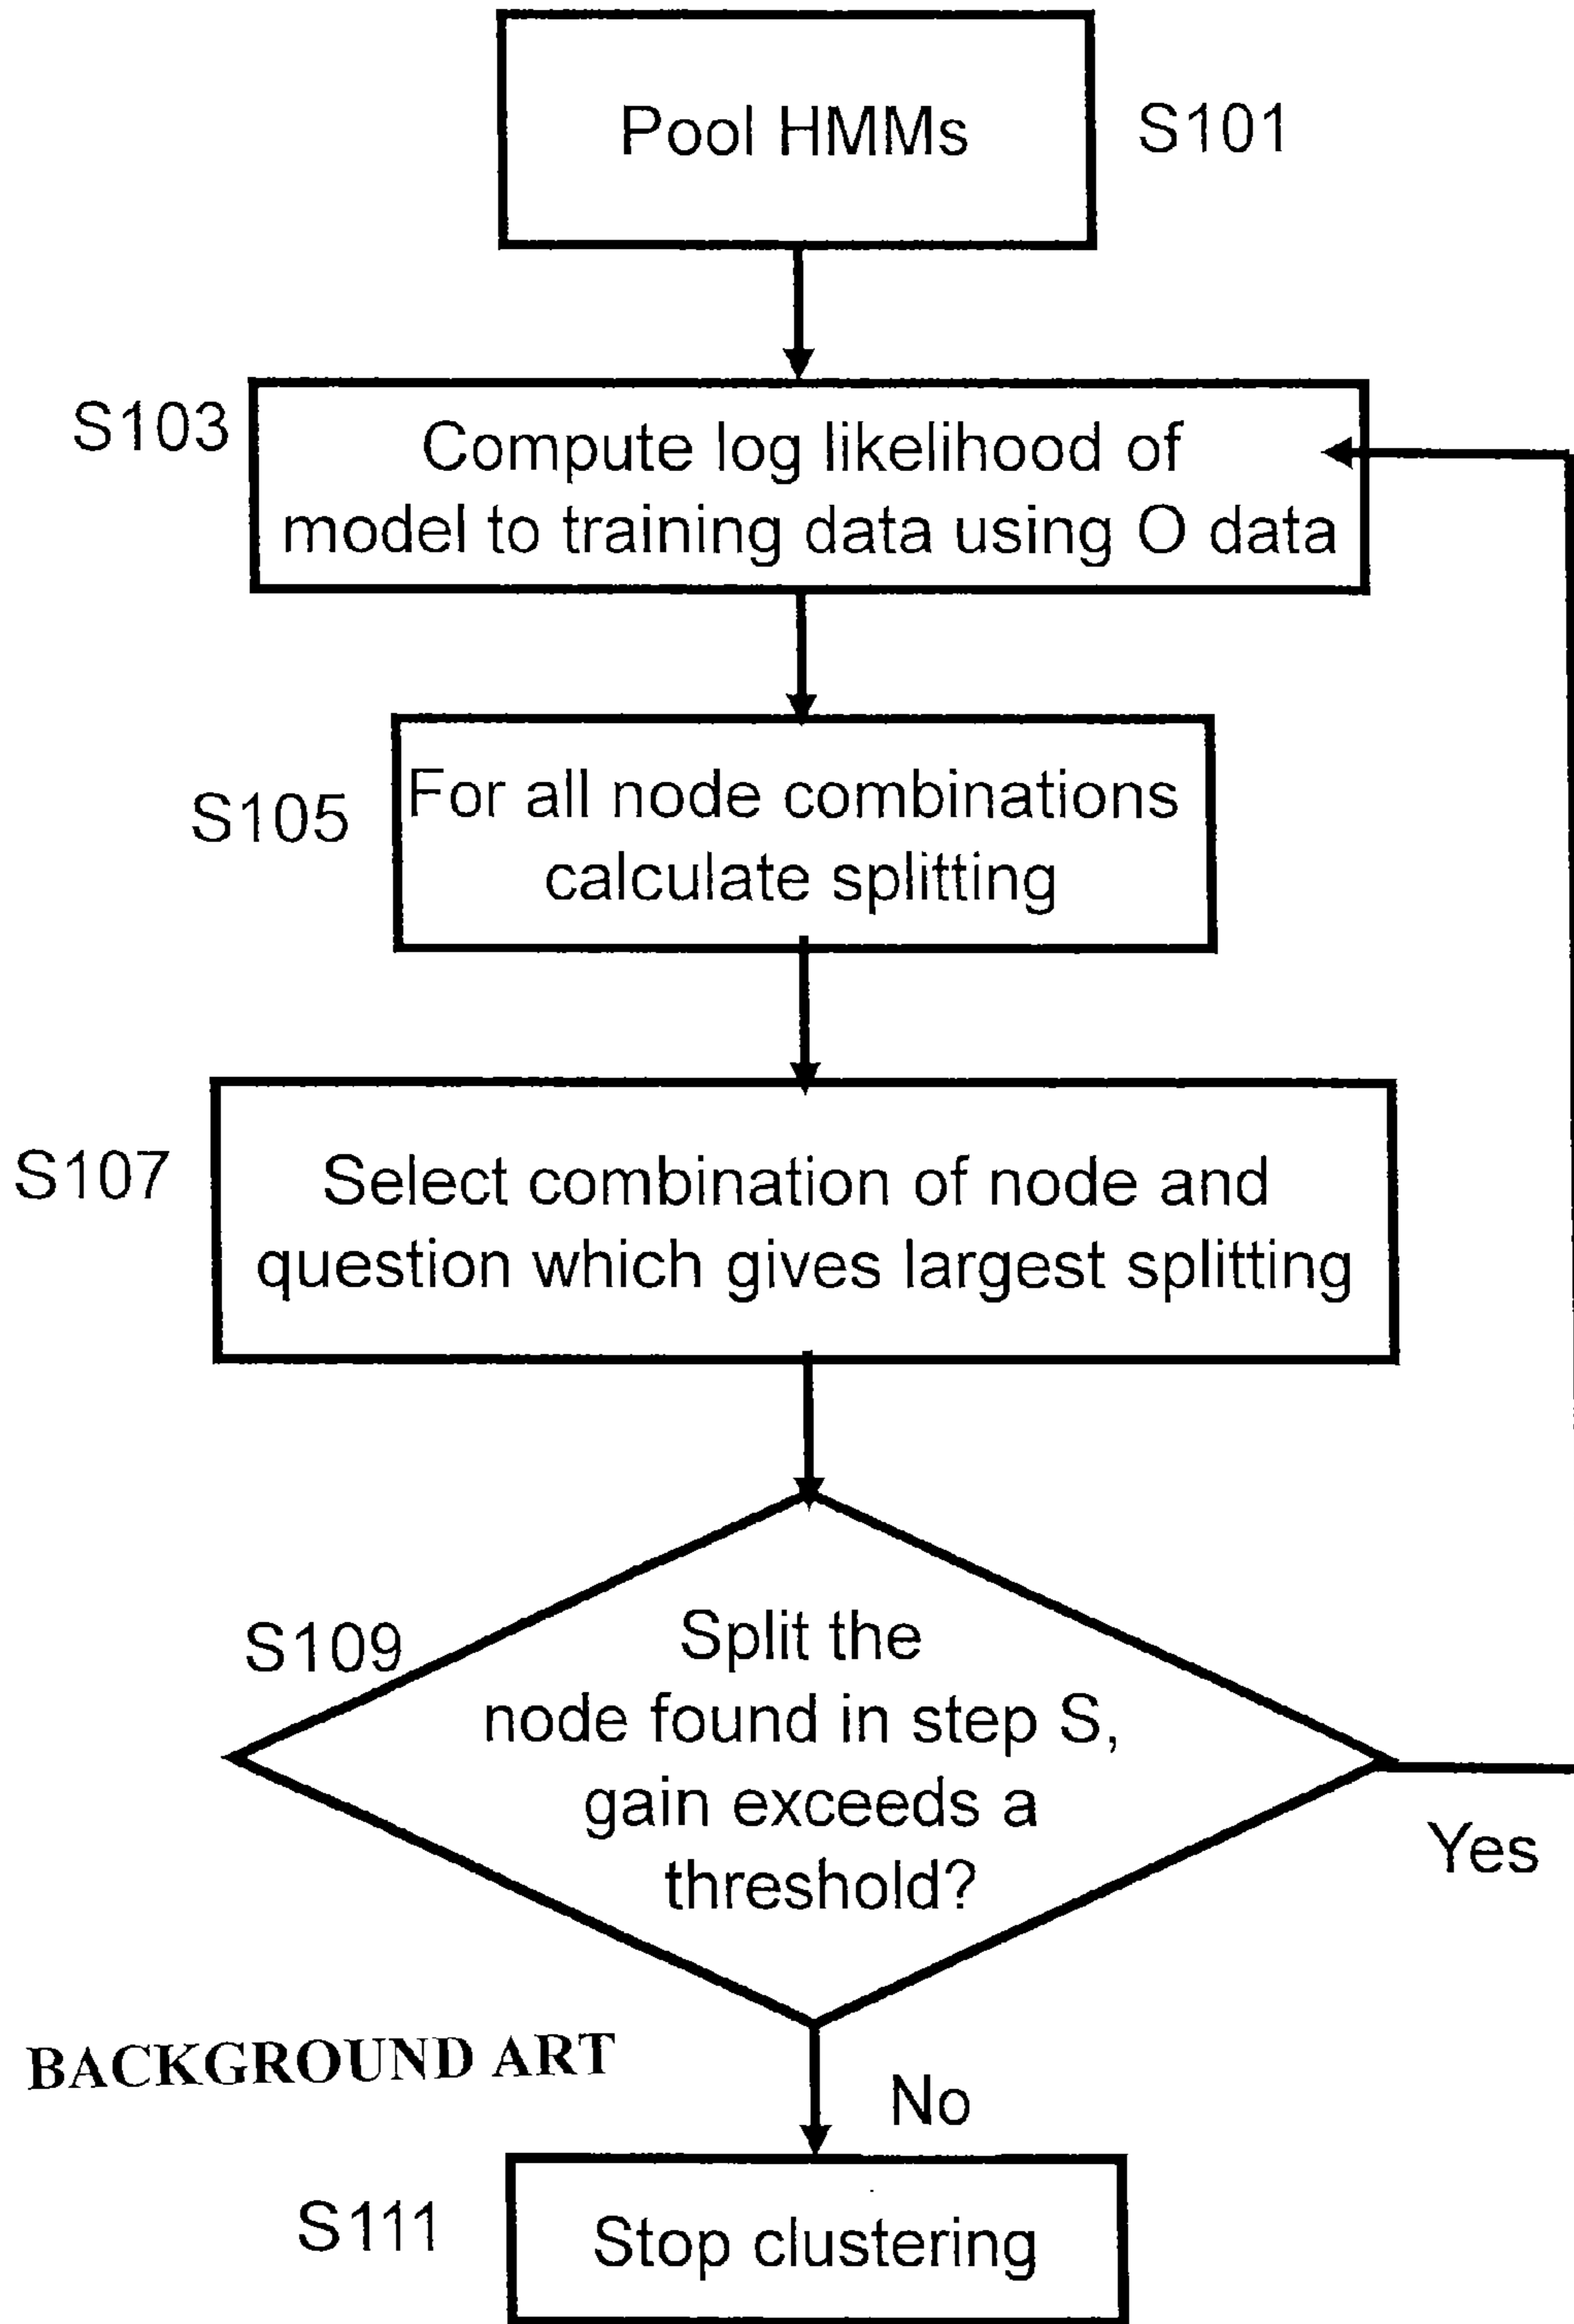 Pool HMMs
S101
S103
Compute log likelihood of
model to training data using O data
S105
For all node combinations
calculate splitting
S107
Select combination of node and
question which gives largest splitting
S109
Split the
node found in step S,
gain exceeds a
threshold?
Yes
BACKGROUND ART
No
S111
Stop clustering